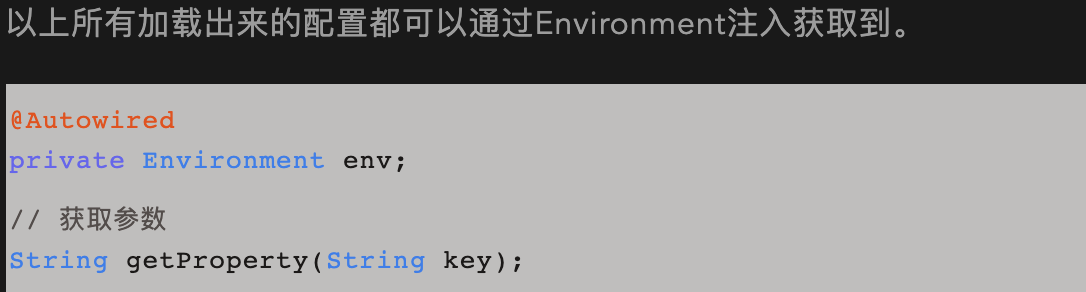 以上所有加载出来的配置都可以通过Environment注入获取到。
@Autowired
private Environment env;
// 获取参数
String getProperty(String key);